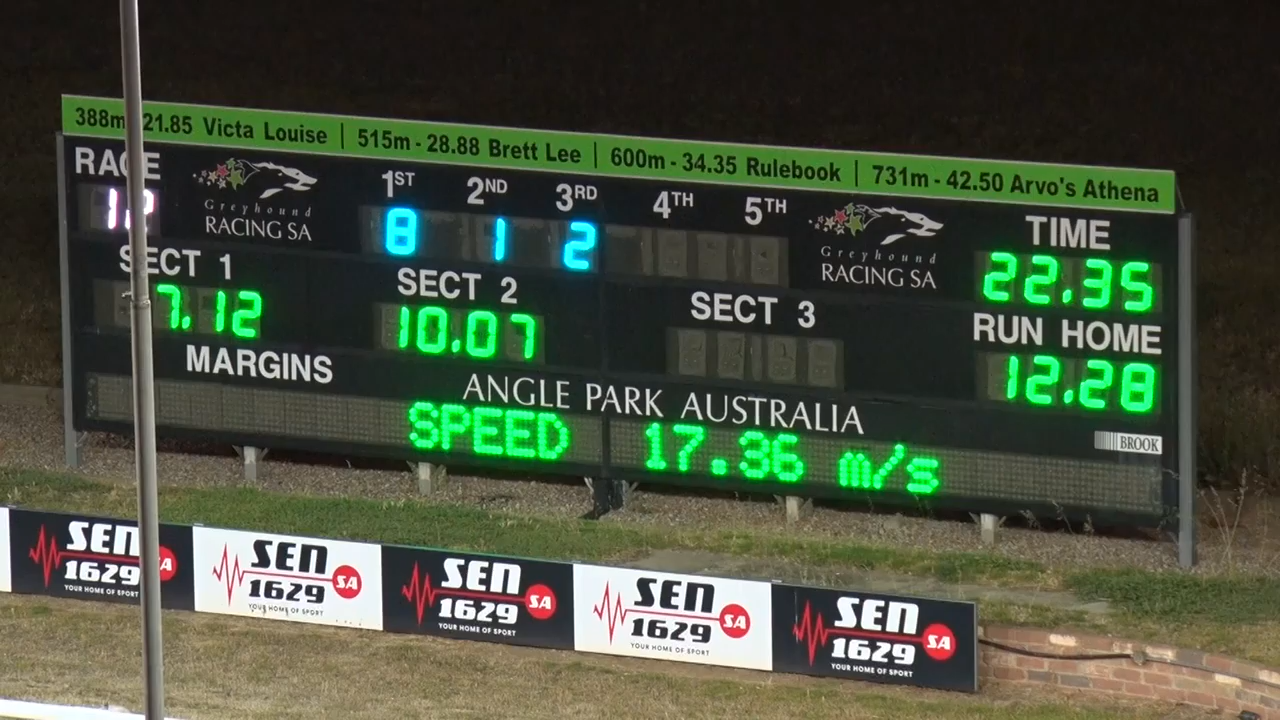 388m - 21.85 Victa Louise | 515m - 28.88 Brett Lee | 600m - 34.35 Rulebook | 731m - 42.50 Arvo's Athena
RACE
12
Greyhound
RACING SA
1ST 2ND 3RD 4TH 5TH
8 1 2
Greyhound
RACING SA
TIME
22.35
SECT 1
7.12
SECT 2
10.07
SECT 3
RUN HOME
12.28
MARGINS
ANGLE PARK AUSTRALIA
SPEED 17.36 m/s
BROOK
SEN
1629
SA
YOUR HOME OF SPORT
SEN
1629
SA
YOUR HOME OF SPORT
SEN
1629
SA
YOUR HOME OF SPORT
SEN
1629
SA
YOUR HOME OF SPORT
SEN
1629
SA
YOUR HOME OF SPORT